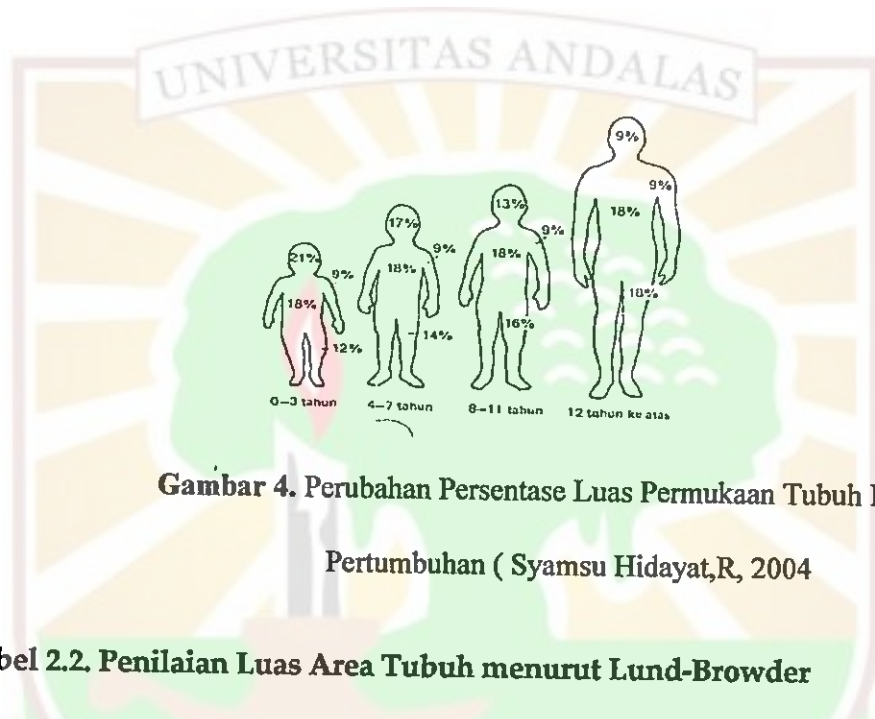 UNIVERSITAS ANDALAS
9%
9%
18%
18%
13%
9%
18%
16%
17%
9%
18%
14%
21%
9%
18%
12%
0–3 tahun
4–7 tahun
8–11 tahun
12 tahun ke atas
Gambar 4. Perubahan Persentase Luas Permukaan Tubuh
Pertumbuhan ( Syamsu Hidayat,R, 2004
2.2. Penilaian Luas Area Tubuh menurut Lund-Browder